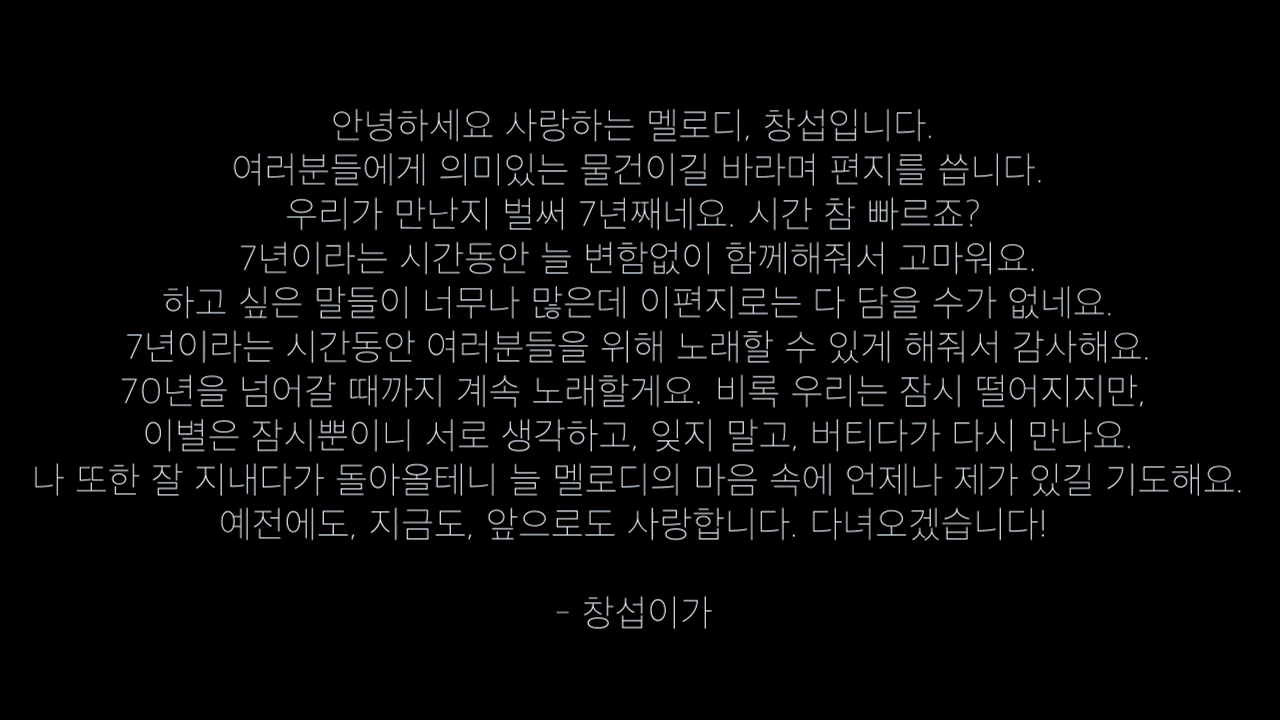 안녕하세요 사랑하는 멜로디, 창섭입니다.
여러분들에게 의미있는 물건이길 바라며 편지를 씁니다.
우리가 만난지 벌써 7년째네요. 시간 참 빠르죠?
7년이라는 시간동안 늘 변함없이 함께해줘서 고마워요.
하고 싶은 말들이 너무나 많은데 이편지로는 다 담을 수가 없네요.
7년이라는 시간동안 여러분들을 위해 노래할 수 있게 해줘서 감사해요.
70년을 넘어갈 때까지 계속 노래할게요. 비록 우리는 잠시 떨어지지만,
이별은 잠시뿐이니 서로 생각하고, 잊지 말고, 버티다가 다시 만나요.
나 또한 잘 지내다가 돌아올테니 늘 멜로디의 마음 속에 언제나 제가 있길 기도해요.
예전에도, 지금도, 앞으로도 사랑합니다. 다녀오겠습니다!
- 창섭이가